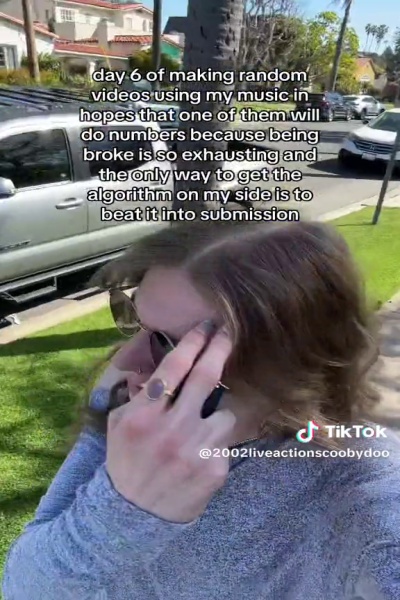 day 6 of making random
videos using my music in
hopes that one of them will
do numbers because being
broke is so exhausting and
the only way to get the
algorithm on my side is to
beat it into submission
TikTok
@2002liveactionscoobydoo